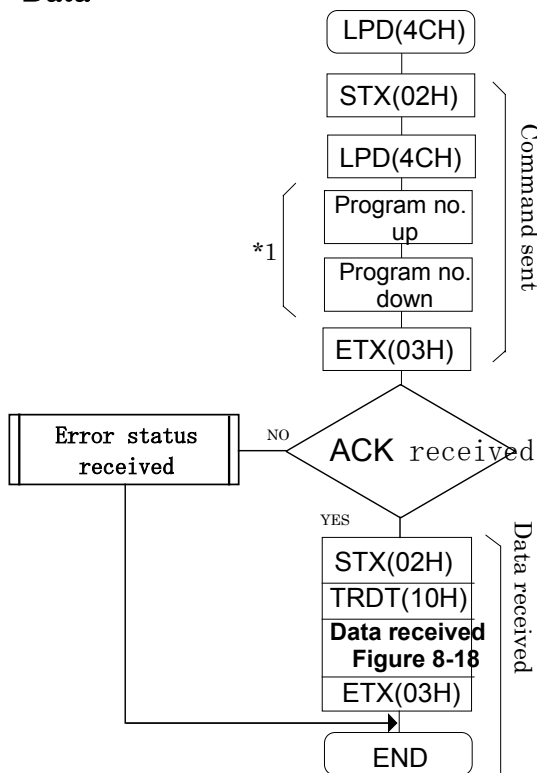 Data
LPD(4CH)
STX(02H)
LPD(4CH)
Program no.
up
*1
Program no.
down
ETX(03H)
Command sent
ACK received
NO
Error status
received
YES
STX(02H)
TRDT(10H)
Data received
Figure 8-18
ETX(03H)
Data received
END